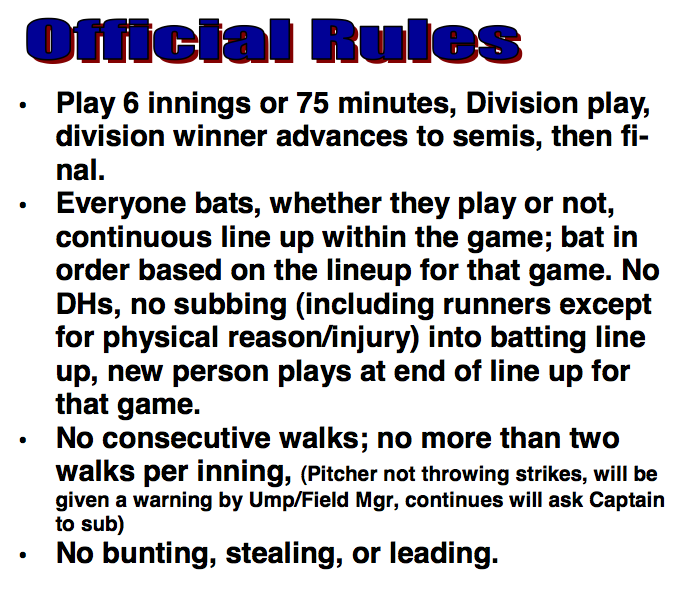 Official Rules
• Play 6 innings or 75 minutes, Division play,
division winner advances to semis, then fi-
nal.
• Everyone bats, whether they play or not,
continuous line up within the game; bat in
order based on the lineup for that game. No
DHs, no subbing (including runners except
for physical reason/injury) into batting line
up, new person plays at end of line up for
that game.
• No consecutive walks; no more than two
walks per inning, (Pitcher not throwing strikes, will be
given a warning by Ump/Field Mgr, continues will ask Captain
to sub)
• No bunting, stealing, or leading.